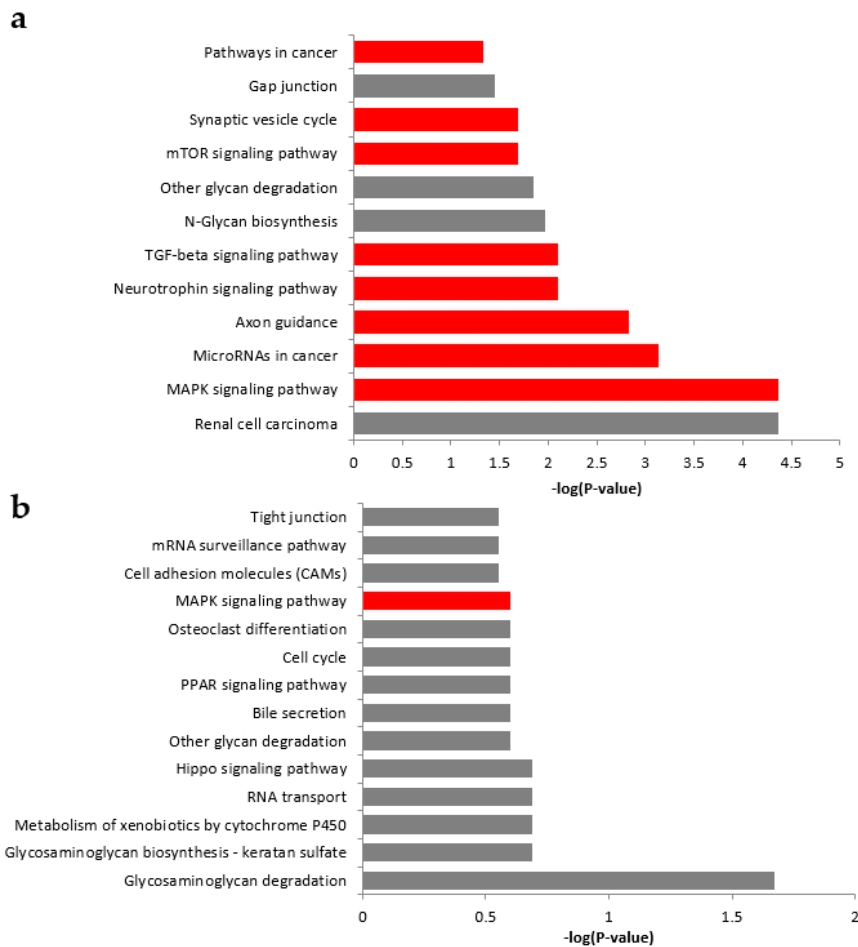 a
Pathways in cancer
Gap junction
Synaptic vesicle cycle
mTOR signaling pathway
Other glycan degradation
N-Glycan biosynthesis
TGF-beta signaling pathway
Neurotrophin signaling pathway
Axon guidance
MicroRNAs in cancer
MAPK signaling pathway
Renal cell carcinoma
0 0.5 1 1.5 2 2.5 3 3.5 4 4.5 5
-log(P-value)
b
Tight junction
mRNA surveillance pathway
Cell adhesion molecules (CAMs)
MAPK signaling pathway
Osteoclast differentiation
Cell cycle
PPAR signaling pathway
Bile secretion
Other glycan degradation
Hippo signaling pathway
RNA transport
Metabolism of xenobiotics by cytochrome P450
Glycosaminoglycan biosynthesis - keratan sulfate
Glycosaminoglycan degradation
0 0.5 1 1.5 2
-log(P-value)